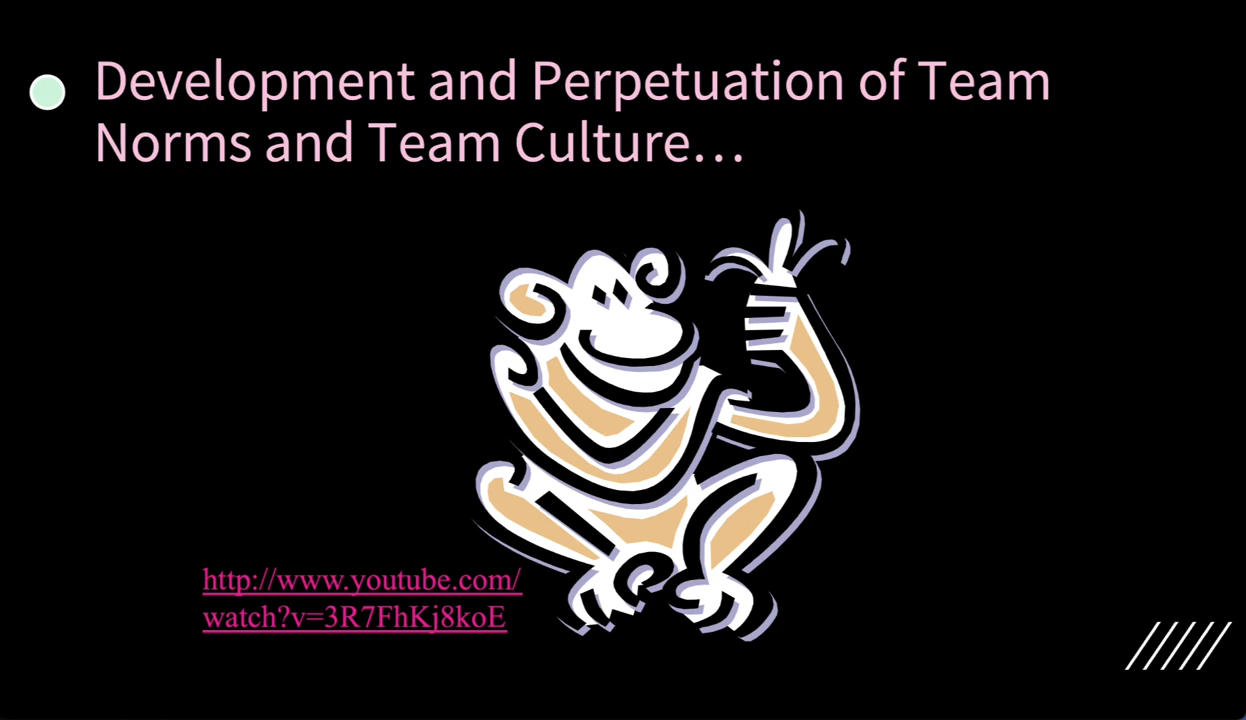 Development and Perpetuation of Team
Norms and Team Culture…
http://www.youtube.com/
watch?v=3R7FhKj8koE